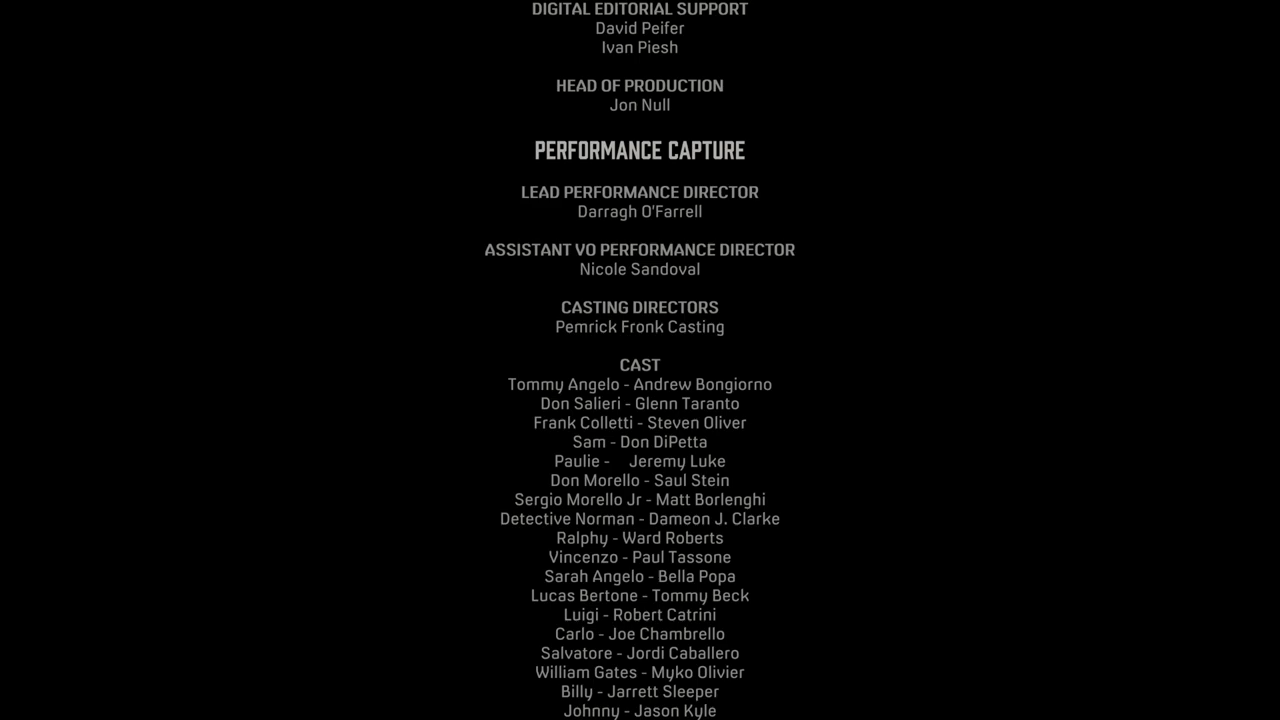 DIGITAL EDITORIAL SUPPORT
David Peifer
Ivan Piesh
HEAD OF PRODUCTION
Jon Null
PERFORMANCE CAPTURE
LEAD PERFORMANCE DIRECTOR
Darragh O'Farrell
ASSISTANT VO PERFORMANCE DIRECTOR
Nicole Sandoval
CASTING DIRECTORS
Pemrick Fronk Casting
CAST
Tommy Angelo - Andrew Bongiorno
Don Salieri - Glenn Taranto
Frank Colletti - Steven Oliver
Sam - Don DiPetta
Paulie - Jeremy Luke
Don Morello - Saul Stein
Sergio Morello Jr - Matt Borlenghi
Detective Norman - Dameon J. Clarke
Ralphy - Ward Roberts
Vincenzo - Paul Tassone
Sarah Angelo - Bella Popa
Lucas Bertone - Tommy Beck
Luigi - Robert Catrini
Carlo - Joe Chambrello
Salvatore - Jordi Caballero
William Gates - Myko Olivier
Billy - Jarrett Sleeper
Johnny - Jason Kyle